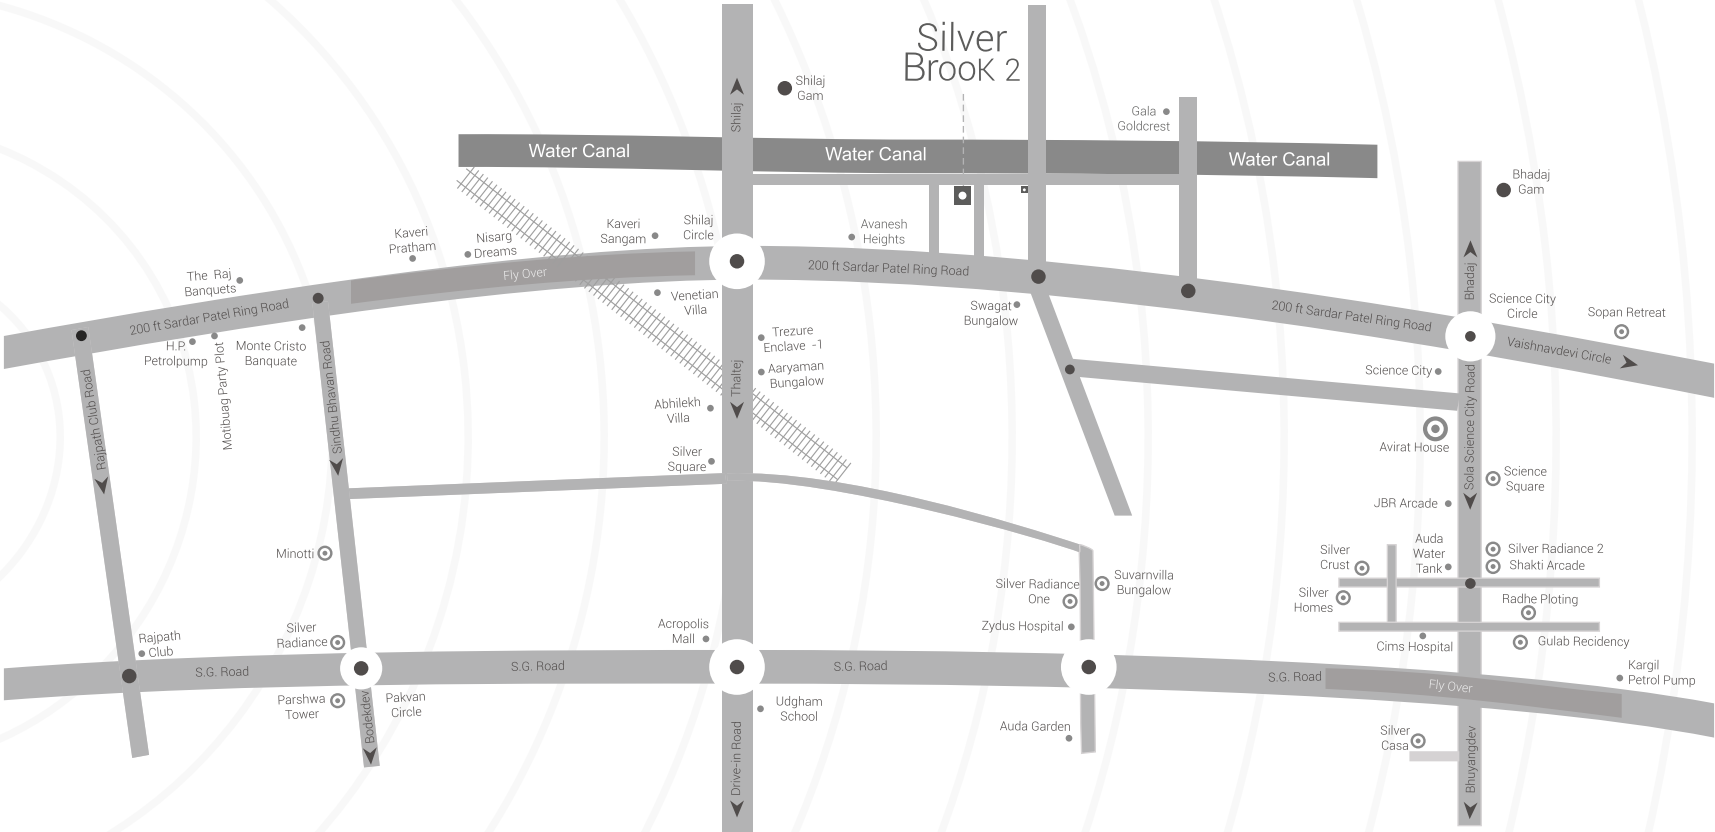 Silver
BrooK 2
Shilaj
Gam
Shilaj
Gala
Goldcrest
Water Canal
Water Canal
Water Canal
Bhadaj
Gam
Kaveri
Pratham
Nisarg
Dreams
Kaveri
Sangam
Shilaj
Circle
Avanesh
Heights
Bhadaj
The Raj
Banquets
Fly Over
200 ft Sardar Patel Ring Road
200 ft Sardar Patel Ring Road
200 ft Sardar Patel Ring Road
Venetian
Villa
Swagat
Bungalow
Science City
Circle
Sopan Retreat
H.P.
Petrolpump
Motibuag Party Plot
Monte Cristo
Banquate
Trezure
Enclave -1
Aaryaman
Bungalow
Vaishnavdevi Circle
Science City
Rajpath Club Road
Sindhu Bhavan Road
Thaltej
Abhilekh
Villa
Sola Science City Road
Avirat House
Silver
Square
Science
Square
JBR Arcade
Minotti
Auda
Water
Tank
Silver
Crust
Silver Radiance 2
Shakti Arcade
Silver Radiance
One
Suvarnvilla
Bungalow
Silver
Homes
Radhe Ploting
Zydus Hospital
Acropolis
Mall
Silver
Radiance
Rajpath
Club
Cims Hospital
Gulab Recidency
S.G. Road
S.G. Road
S.G. Road
S.G. Road
Fly Over
Kargil
Petrol Pump
Parshwa
Tower
Bodekdev
Pakvan
Circle
Udgham
School
Auda Garden
Silver
Casa
Drive-in Road
Bhuyangdev